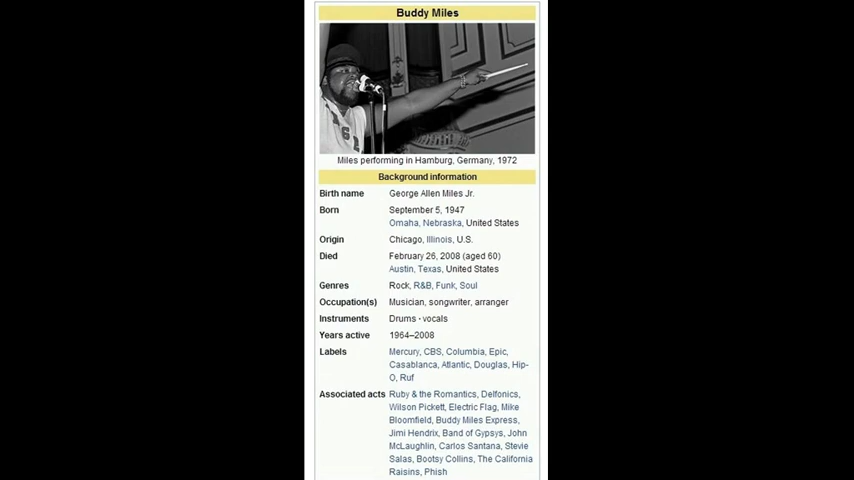 Buddy Miles
Miles performing in Hamburg, Germany, 1972
Background information
Birth name George Allen Miles Jr.
Born September 5, 1947
Omaha, Nebraska, United States
Origin Chicago, Illinois, U.S.
Died February 26, 2008 (aged 60)
Austin, Texas, United States
Genres Rock, R&B, Funk, Soul
Occupation(s) Musician, songwriter, arranger
Instruments Drums · vocals
Years active 1964–2008
Labels Mercury, CBS, Columbia, Epic,
Casablanca, Atlantic, Douglas, Hip-
O, Ruf
Associated acts Ruby & the Romantics, Delfonics,
Wilson Pickett, Electric Flag, Mike
Bloomfield, Buddy Miles Express,
Jimi Hendrix, Band of Gypsys, John
McLaughlin, Carlos Santana, Stevie
Salas, Bootsy Collins, The California
Raisins, Phish